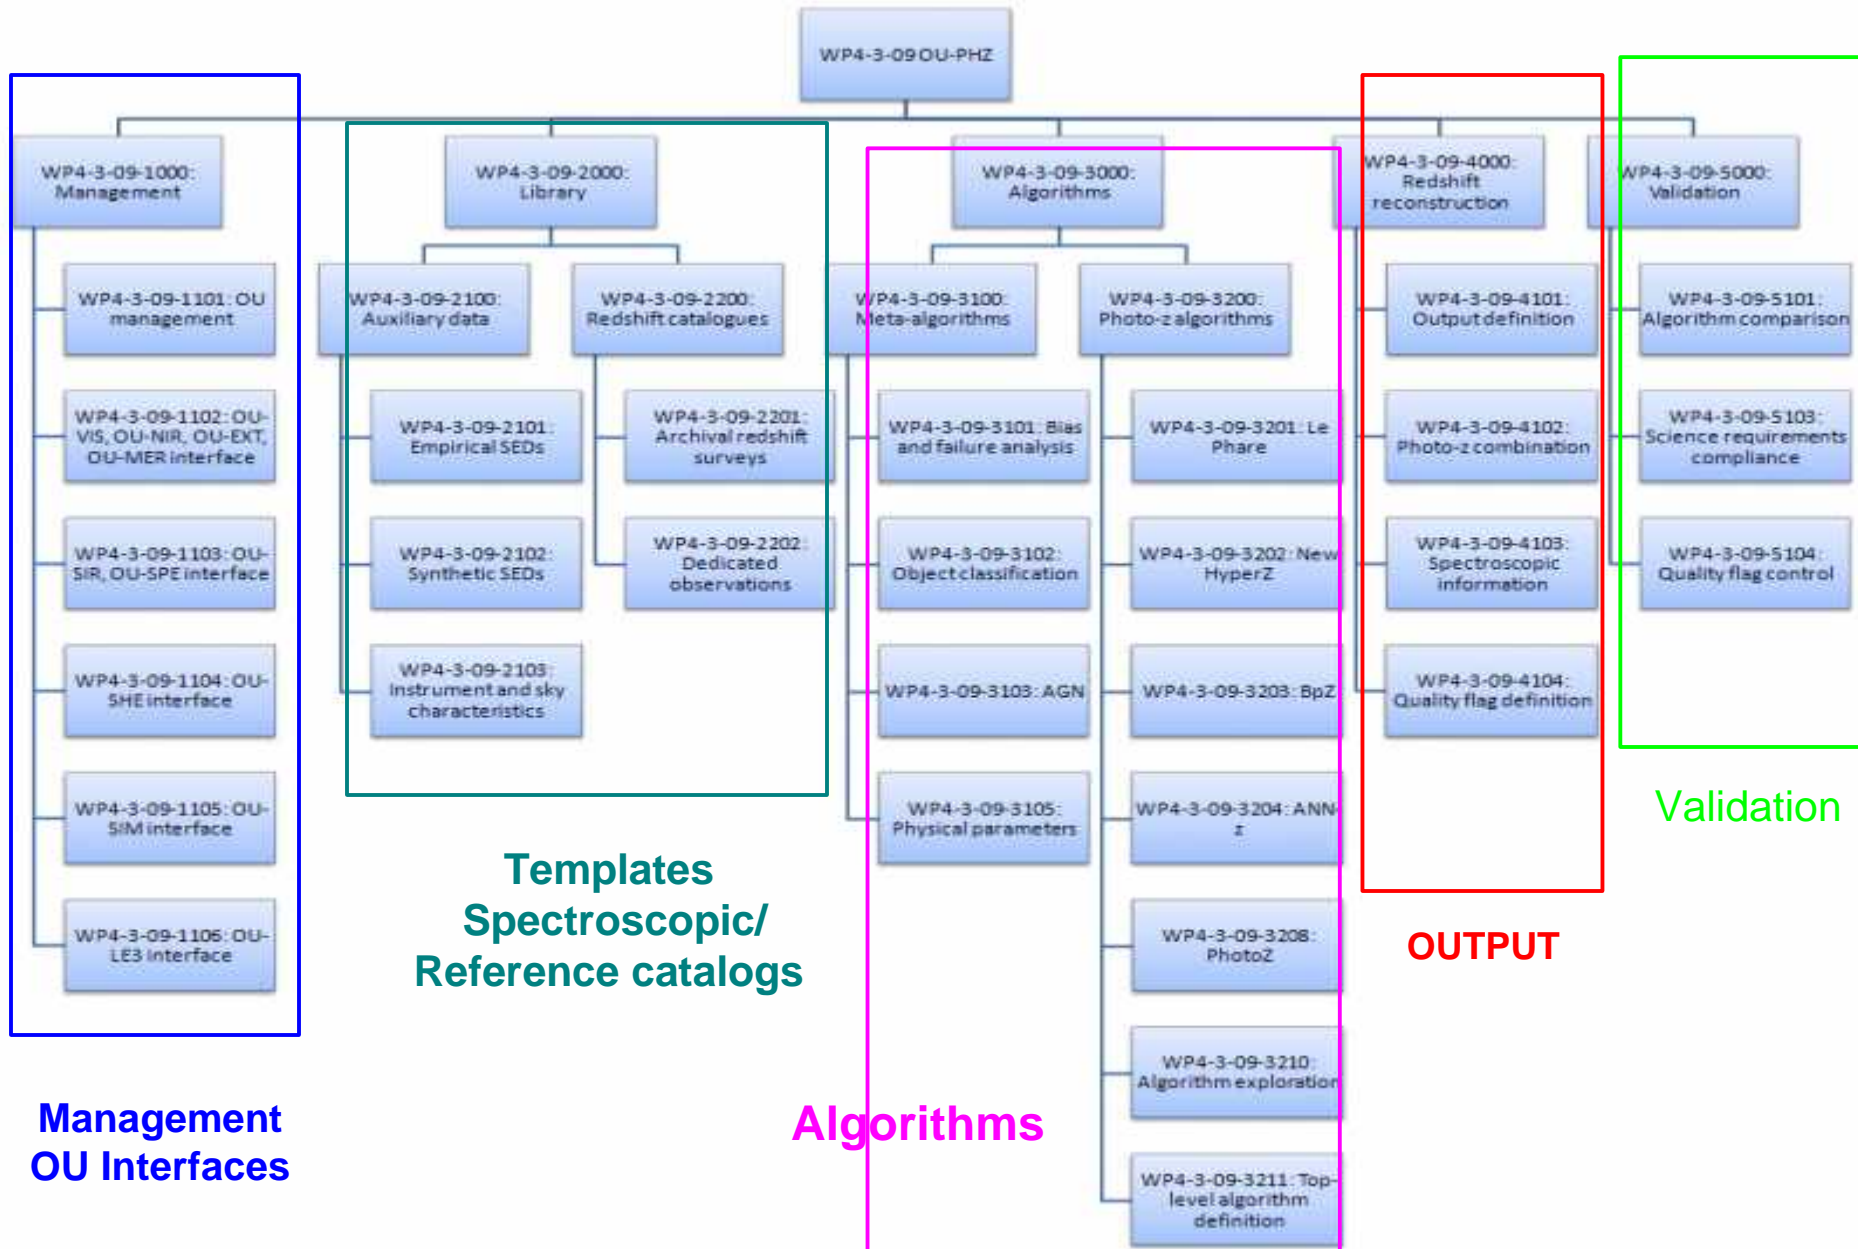 WP4-3-09 OU-PHZ
WP4-3-09-1000:
Management
WP4-3-09-1101: OU
management
WP4-3-09-1102: OU-
VIS, OU-NIR, OU-EXT,
OU-MER interface
WP4-3-09-1103: OU-
SIR, OU-SPE interface
WP4-3-09-1104: OU-
SHE interface
WP4-3-09-1105: OU-
SIM interface
WP4-3-09-1106: OU-
LE3 interface
Management
OU Interfaces
WP4-3-09-2000:
Library
WP4-3-09-2100:
Auxiliary data
WP4-3-09-2101:
Empirical SEDs
WP4-3-09-2102:
Synthetic SEDs
WP4-3-09-2103:
Instrument and sky
characteristics
WP4-3-09-2200:
Redshift catalogues
WP4-3-09-2201:
Archival redshift
surveys
WP4-3-09-2202:
Dedicated
observations
Templates
Spectroscopic/
Reference catalogs
WP4-3-09-3000:
Algorithms
WP4-3-09-3100:
Meta-algorithms
WP4-3-09-3101: Bias
and failure analysis
WP4-3-09-3102:
Object classification
WP4-3-09-3103: AGN
WP4-3-09-3105:
Physical parameters
WP4-3-09-3200:
Photo-z algorithms
WP4-3-09-3201: Le
Phare
WP4-3-09-3202: New
HyperZ
WP4-3-09-3203: BpZ
WP4-3-09-3204: ANN-
z
WP4-3-09-3208:
PhotoZ
WP4-3-09-3210:
Algorithm exploration
WP4-3-09-3211: Top-
level algorithm
definition
Algorithms
WP4-3-09-4000:
Redshift
reconstruction
WP4-3-09-4101:
Output definition
WP4-3-09-4102:
Photo-z combination
WP4-3-09-4103:
Spectroscopic
information
WP4-3-09-4104:
Quality flag definition
OUTPUT
WP4-3-09-5000:
Validation
WP4-3-09-5101:
Algorithm comparison
WP4-3-09-5103:
Science requirements
compliance
WP4-3-09-5104:
Quality flag control
Validation